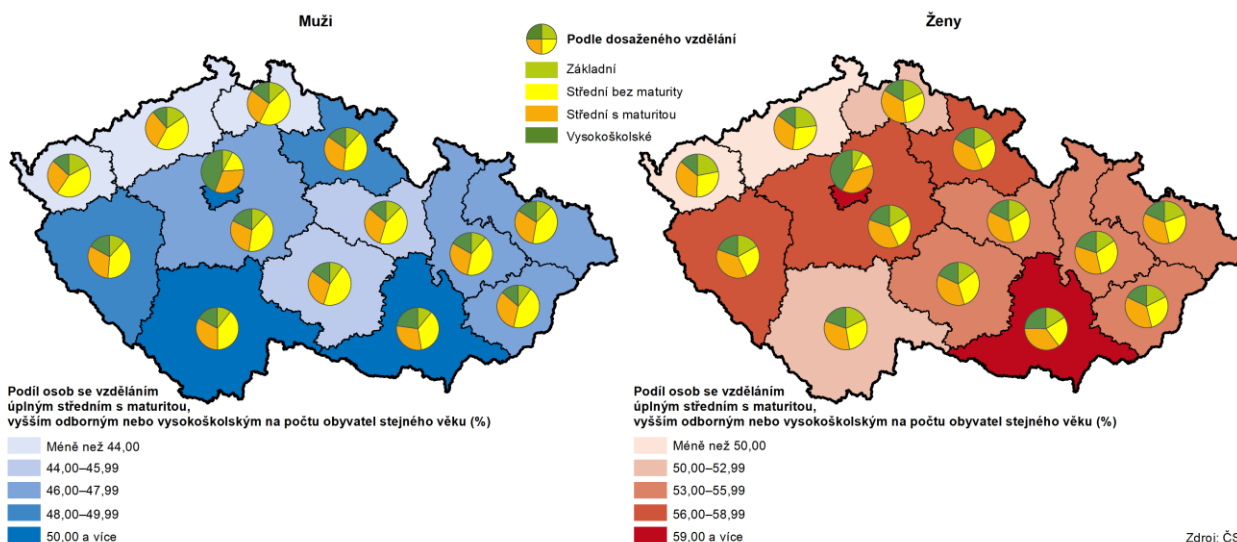 Muži
Ženy
Podle dosaženého vzdělání
Základní
Střední bez maturity
Střední s maturitou
Vysokoškolské
Podíl osob se vzděláním
úplným středním s maturitou,
vyšším odborným nebo vysokoškolským na počtu obyvatel stejného věku (%)
Méně než 44,00
44,00–45,99
46,00–47,99
48,00–49,99
50,00 a více
Podíl osob se vzděláním
úplným středním s maturitou,
vyšším odborným nebo vysokoškolským na počtu obyvatel stejného věku (%)
Méně než 50,00
50,00–52,99
53,00–55,99
56,00–58,99
59,00 a více
Zdroj: ČS